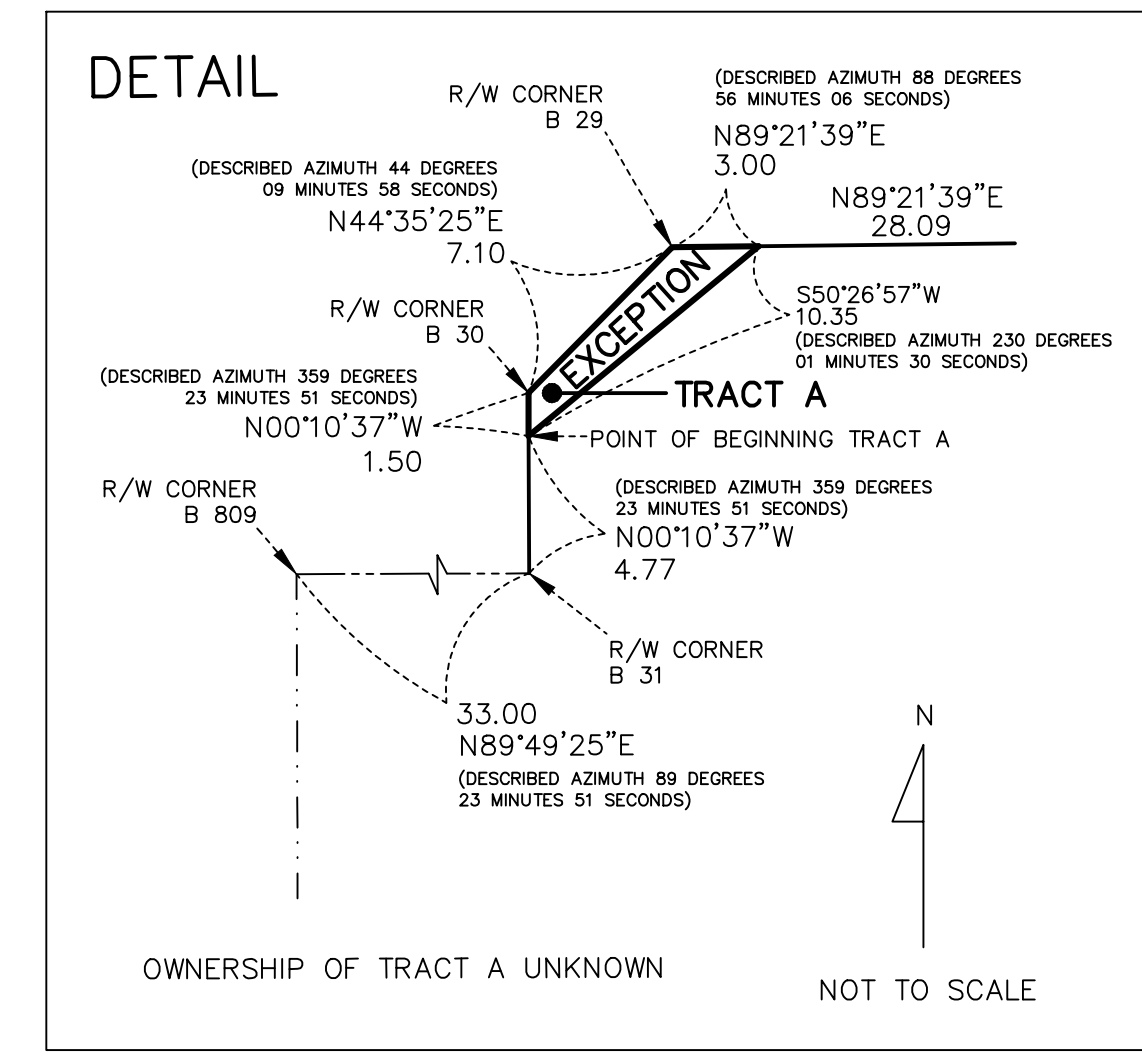 DETAIL
(DESCRIBED AZIMUTH 88 DEGREES
56 MINUTES 06 SECONDS)
R/W CORNER
B 29
N89°21'39"E
3.00
(DESCRIBED AZIMUTH 44 DEGREES
09 MINUTES 58 SECONDS)
N44°35'25"E
7.10
N89°21'39"E
28.09
R/W CORNER
B 30
EXCEPTION
S50°26'57"W
10.35
(DESCRIBED AZIMUTH 230 DEGREES
01 MINUTES 30 SECONDS)
(DESCRIBED AZIMUTH 359 DEGREES
23 MINUTES 51 SECONDS)
N00°10'37"W
1.50
TRACT A
POINT OF BEGINNING TRACT A
R/W CORNER
B 809
(DESCRIBED AZIMUTH 359 DEGREES
23 MINUTES 51 SECONDS)
N00°10'37"W
4.77
R/W CORNER
B 31
33.00
N89°49'25"E
(DESCRIBED AZIMUTH 89 DEGREES
23 MINUTES 51 SECONDS)
N
OWNERSHIP OF TRACT A UNKNOWN
NOT TO SCALE